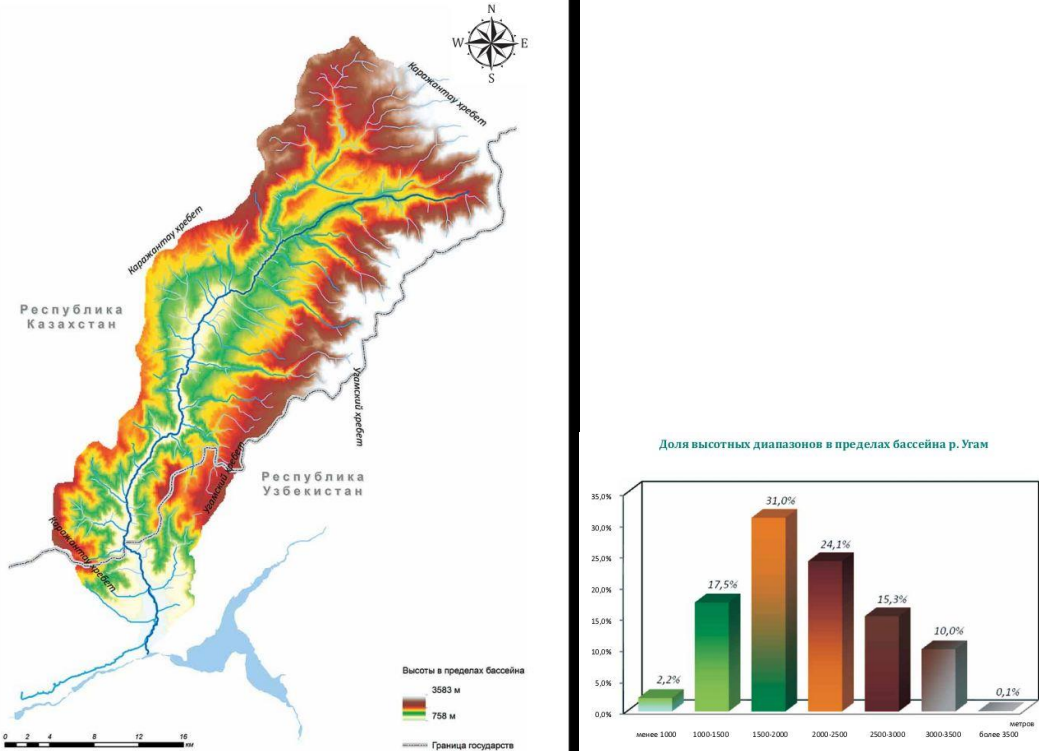 N
W E
S
Каражантау хребет
Каражантау хребет
Республика
Казахстан
Угамский хребет
Угамский хребет
Республика
Узбекистан
Каражантау хребет
Высоты в пределах бассейна
3583 м
758 м
Граница государств
0 2 4 8 12 16
км
Доля высотных диапазонов в пределах бассейна р. Угам
35,0%
30,0%
25,0%
20,0%
15,0%
10,0%
5,0%
0,0%
2,2%
17,5%
31,0%
24,1%
15,3%
10,0%
0,1%
метров
менее 1000 1000-1500 1500-2000 2000-2500 2500-3000 3000-3500 более 3500